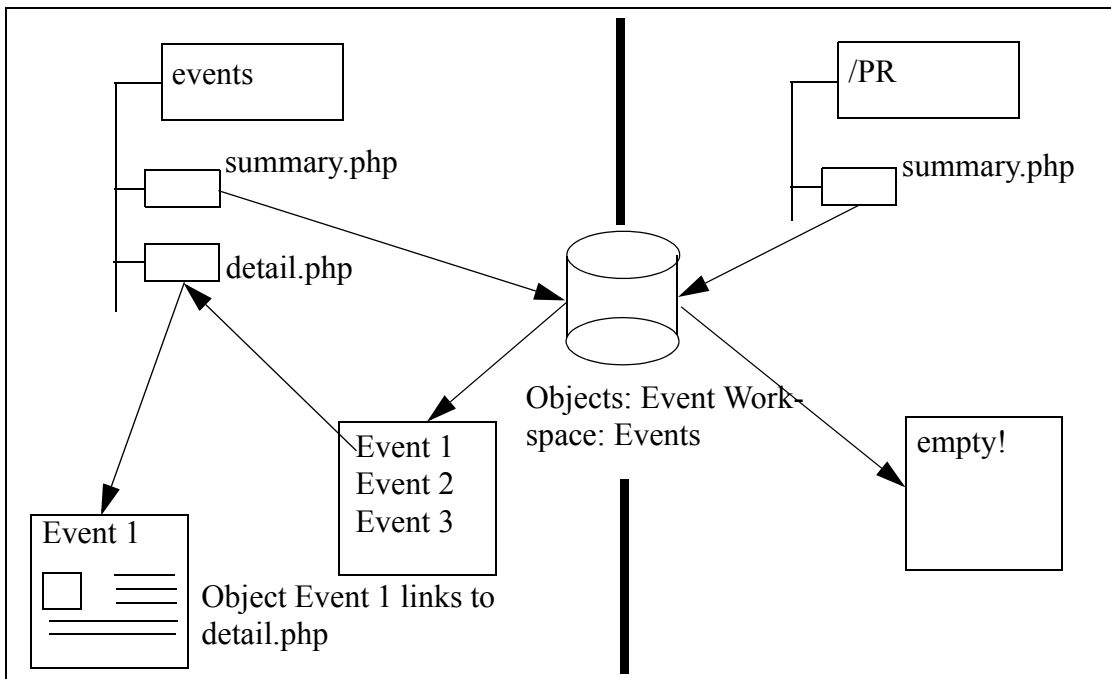 events
summary.php
detail.php
/PR
summary.php
Objects: Event Work-
space: Events
Event 1
Event 2
Event 3
empty!
Event 1
Object Event 1 links to
detail.php